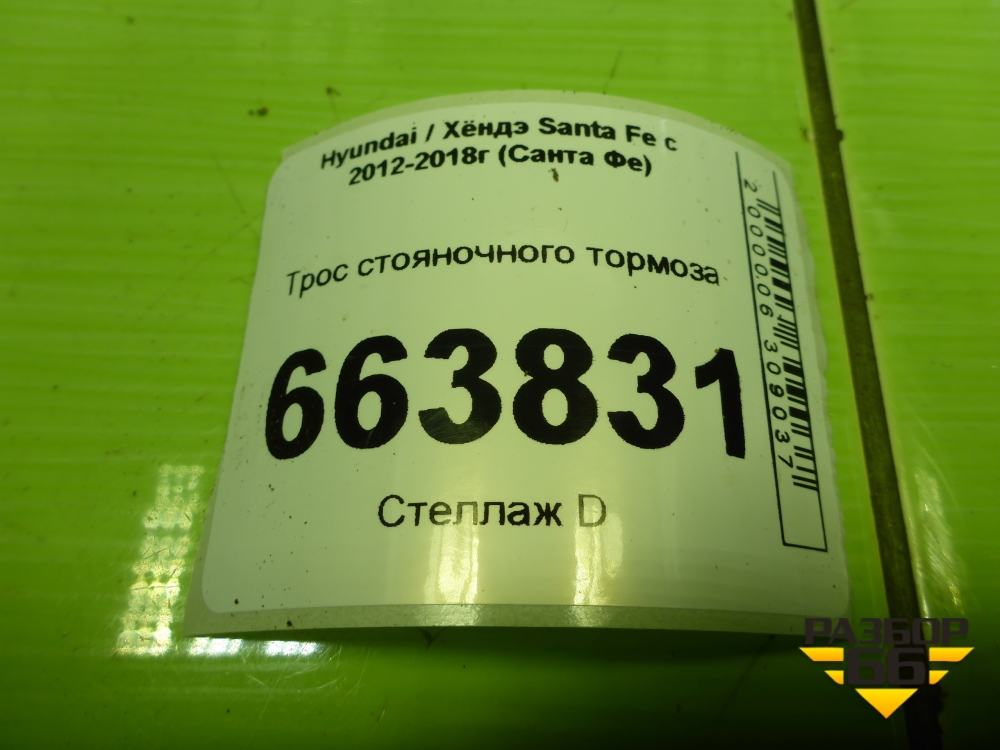 Hyundai / Хёндэ Santa Fe с
2012-2018г (Санта Фе)
Трос стояночного тормоза
663831
Стеллаж D
2000006309037
РАЗБОР
66